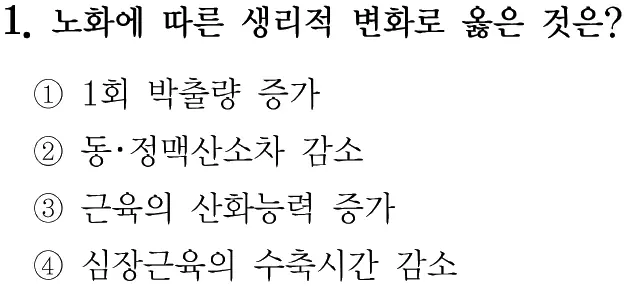 1. 노화에 따른 생리적 변화로 옳은 것은?
① 1회 박출량 증가
② 동·정맥산소차 감소
③ 근육의 산화능력 증가
④ 심장근육의 수축시간 감소